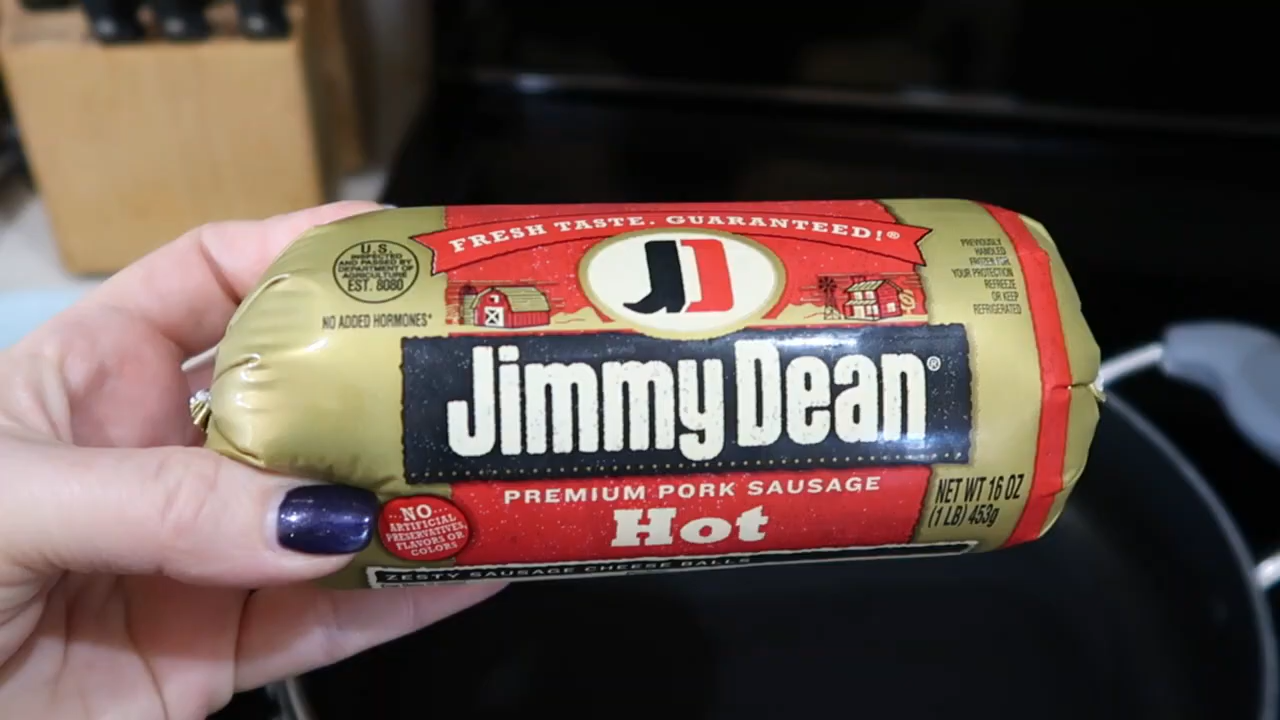 FRESH TASTE. GUARANTEED!®
U.S.
INSPECTED
AND PASSED BY
DEPARTMENT OF
AGRICULTURE
EST. 8080
NO ADDED HORMONES*
JD
PREVIOUSLY
HANDLED
FROZEN FOR
YOUR PROTECTION
REFREEZE
OR KEEP
REFRIGERATED
Jimmy Dean®
PREMIUM PORK SAUSAGE
Hot
NO
ARTIFICIAL
PRESERVATIVES,
FLAVORS OR
COLORS
NET WT 16 OZ
(1 LB) 453g
ZESTY SAUSAGE CHEESE BALLS